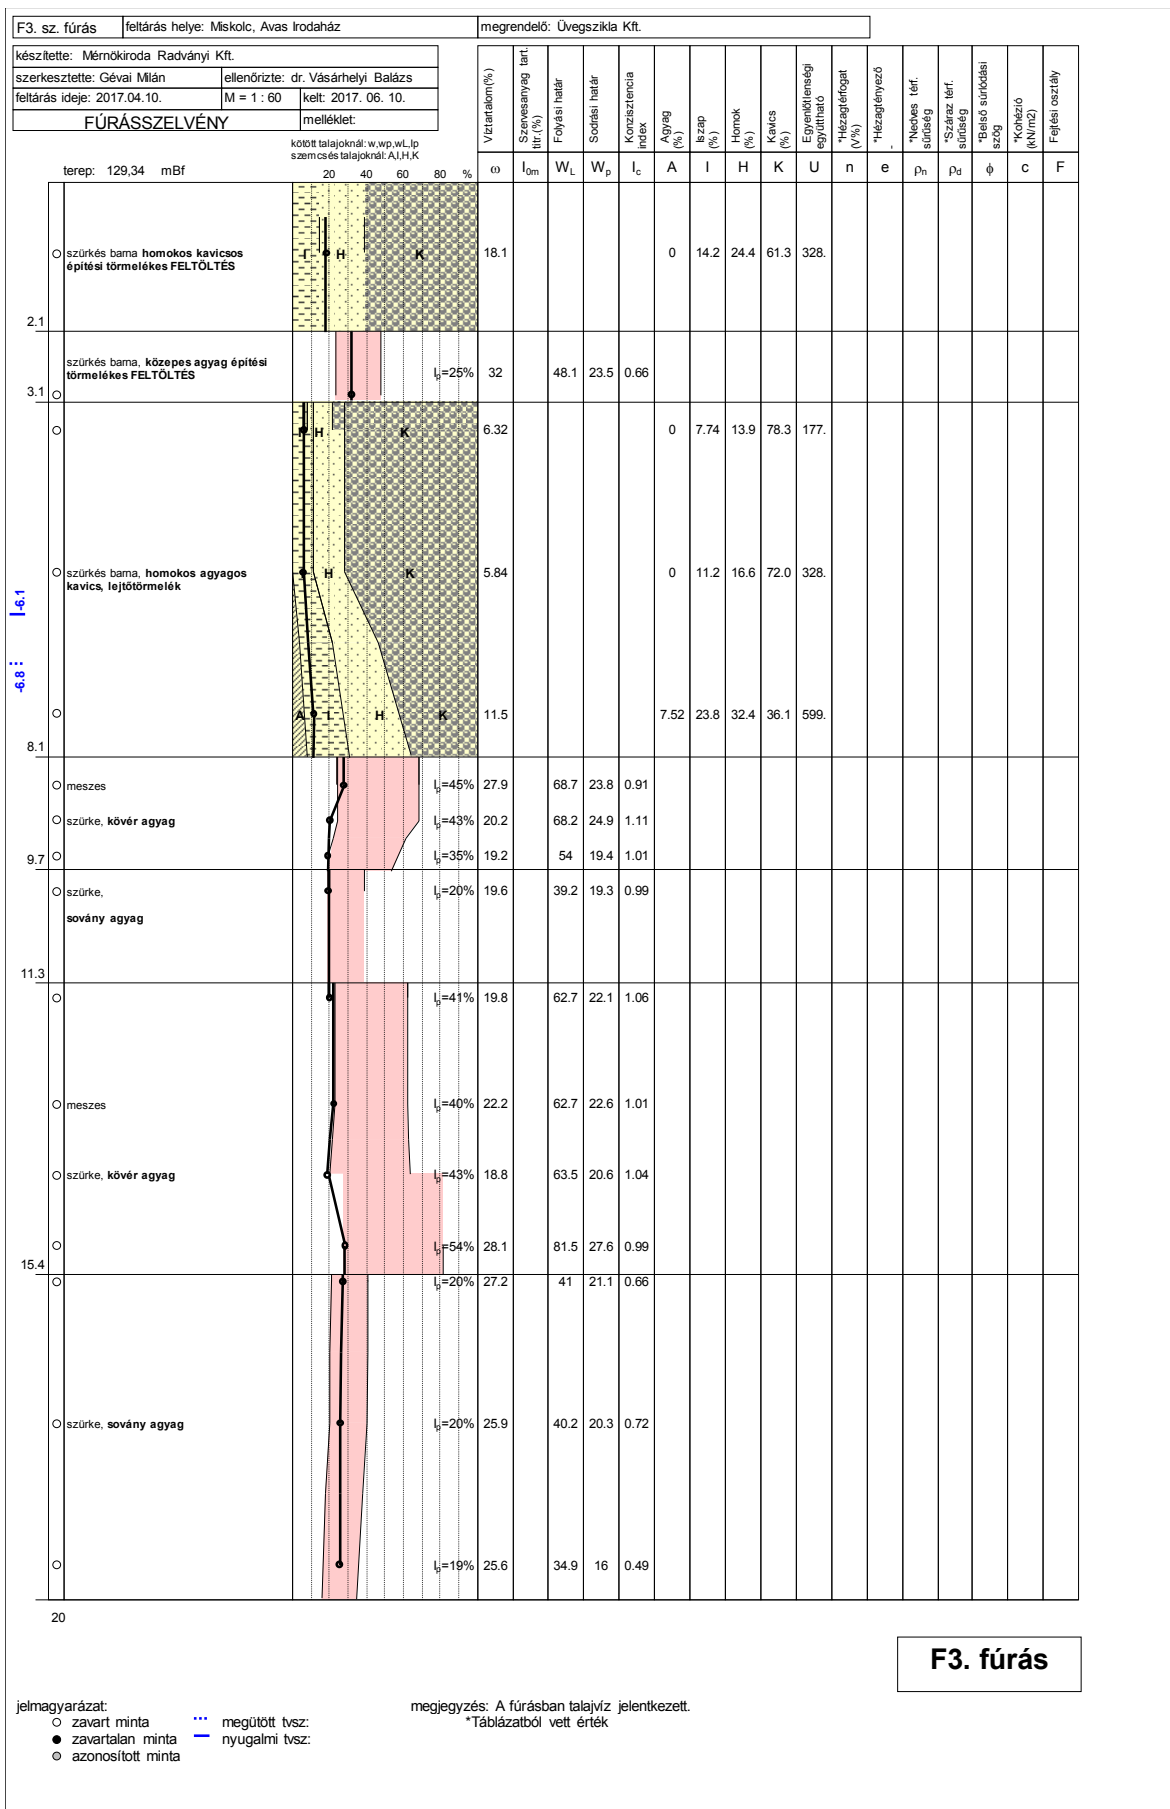 F3. sz. fúrás feltárás helye: Miskolc, Avas Irodaház megrendelő: Üvegszikla Kft.
készítette: Mérnökiroda Radványi Kft.
szerkesztette: Gévai Milán ellenőrizte: dr. Vásárhelyi Balázs
feltárás ideje: 2017.04.10. M = 1 : 60 kelt: 2017. 06. 10.
FÚRÁSSZELVÉNY melléklet:
kötött talajoknál: w,wp,wL,Ip
szemcsés talajoknál: A,I,H,K
terep: 129,34 mBf
20 40 60 80 %
Víztartalom(%)
Szervesanyag tart. titr.(%)
Folyási határ
Sodrási határ
Konzisztencia index
Agyag (%)
Iszap (%)
Homok (%)
Kavics (%)
Egyenlőtlenségi együttható
*Hézagtérfogat (V%)
*Hézagtényező -
*Nedves térf. sűrűség
*Száraz térf. sűrűség
*Belső súrlódási szög
*Kohézió (kN/m2)
Fejtési osztály
ω I0m WL Wp Ic A I H K U n e ρn ρd ϕ c F
szürkés barna homokos kavicsos
építési törmelékes FELTÖLTÉS
I H K 18.1 0 14.2 24.4 61.3 328.
2.1
szürkés barna, közepes agyag építési
törmelékes FELTÖLTÉS
Ip=25% 32 48.1 23.5 0.66
3.1
I H K 6.32 0 7.74 13.9 78.3 177.
szürkés barna, homokos agyagos
kavics, lejtőtörmelék
H K 5.84 0 11.2 16.6 72.0 328.
-6.1
-6.8
A I H K 11.5 7.52 23.8 32.4 36.1 599.
8.1
meszes Ip=45% 27.9 68.7 23.8 0.91
szürke, kövér agyag Ip=43% 20.2 68.2 24.9 1.11
Ip=35% 19.2 54 19.4 1.01
9.7
szürke, Ip=20% 19.6 39.2 19.3 0.99
sovány agyag
11.3
Ip=41% 19.8 62.7 22.1 1.06
meszes Ip=40% 22.2 62.7 22.6 1.01
szürke, kövér agyag Ip=43% 18.8 63.5 20.6 1.04
Ip=54% 28.1 81.5 27.6 0.99
15.4
Ip=20% 27.2 41 21.1 0.66
szürke, sovány agyag Ip=20% 25.9 40.2 20.3 0.72
Ip=19% 25.6 34.9 16 0.49
20
F3. fúrás
jelmagyarázat:
zavart minta
zavartalan minta
azonosított minta
megütött tvsz:
nyugalmi tvsz:
megjegyzés: A fúrásban talajvíz jelentkezett.
*Táblázatból vett érték